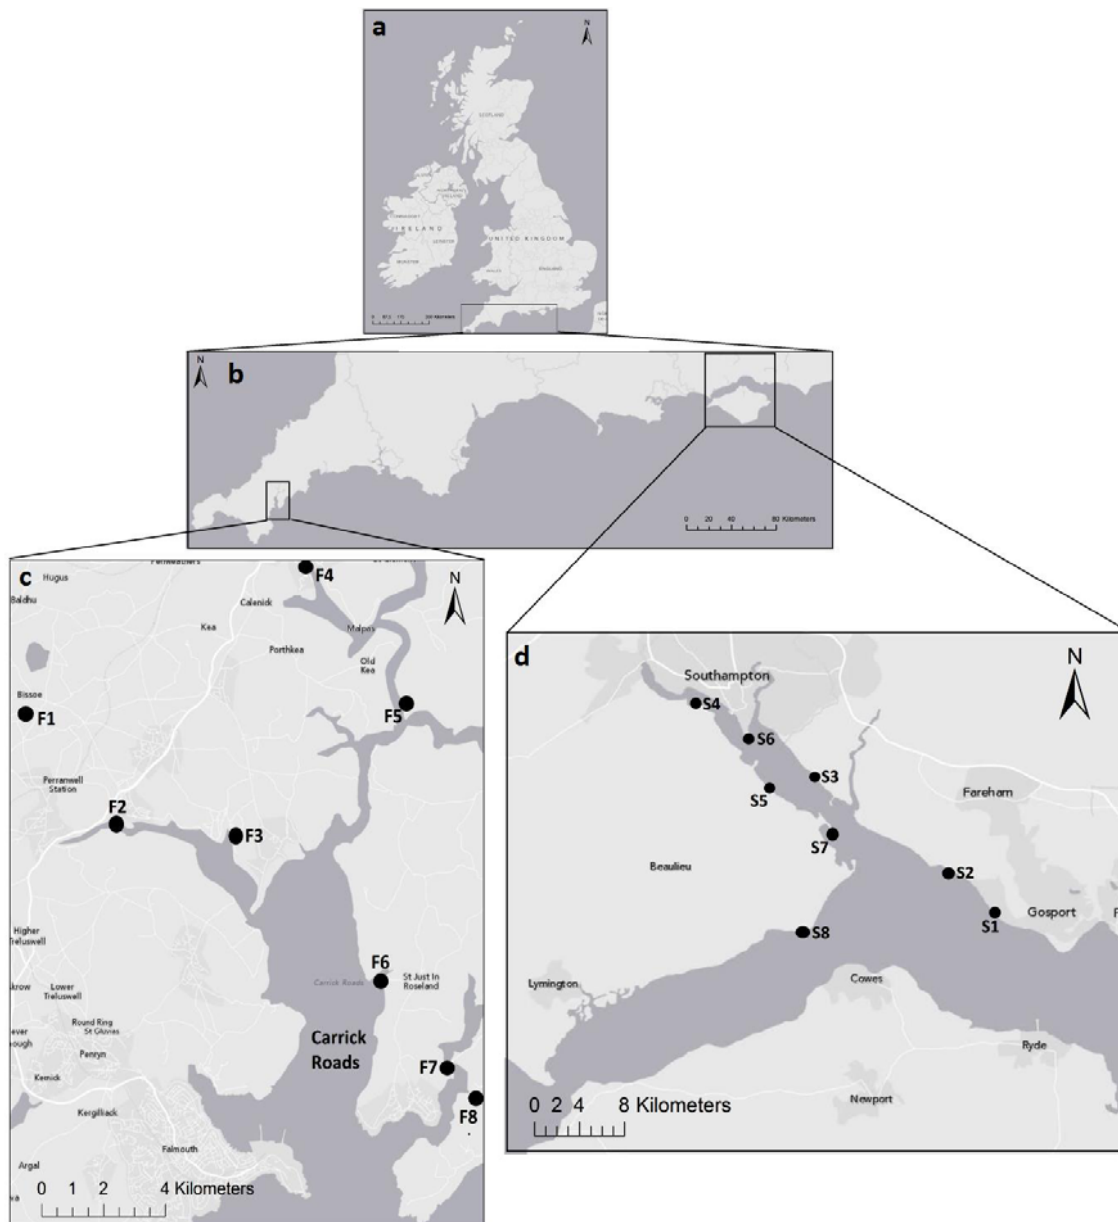 a
N
SCOTLAND
IRELAND
MUNSTER
UNITED KINGDOM
WALES
ENGLAND
N
b
0 20 40 80 Kilometers
c
Hugus
Baldhu
Calenick
F4
N
Kea
Malpas
Porthkea
Old
Kea
Bissoe
F1
F5
Perranwell
Station
F2
F3
Higher
Treluswell
F6
Carrick Roads
St Just In
Roseland
Lower
Treluswell
Round Ring
St Gluvias
Carrick
Roads
Penryn
F7
Kernick
F8
Kergilliack
Falmouth
Argal
0 1 2 4 Kilometers
d
N
Southampton
S4
S6
S3
S5
Fareham
S7
Beaulieu
S2
S1
Gosport
S8
Lymington
Cowes
Ryde
Newport
0 2 4 8 Kilometers